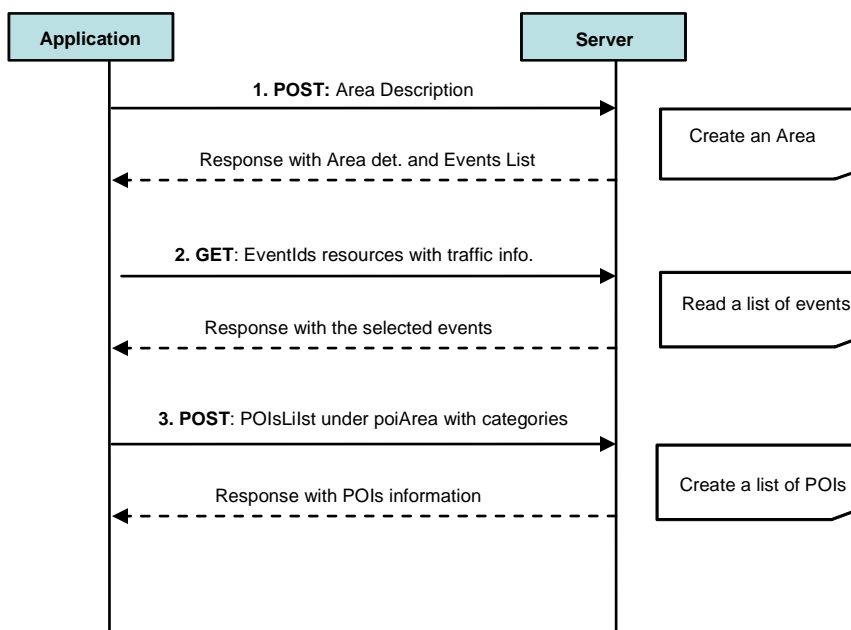 Application
Server
1. POST: Area Description
Create an Area
Response with Area det. and Events List
2. GET: EventIds resources with traffic info.
Read a list of events
Response with the selected events
3. POST: POIsLiIst under poiArea with categories
Create a list of POIs
Response with POIs information